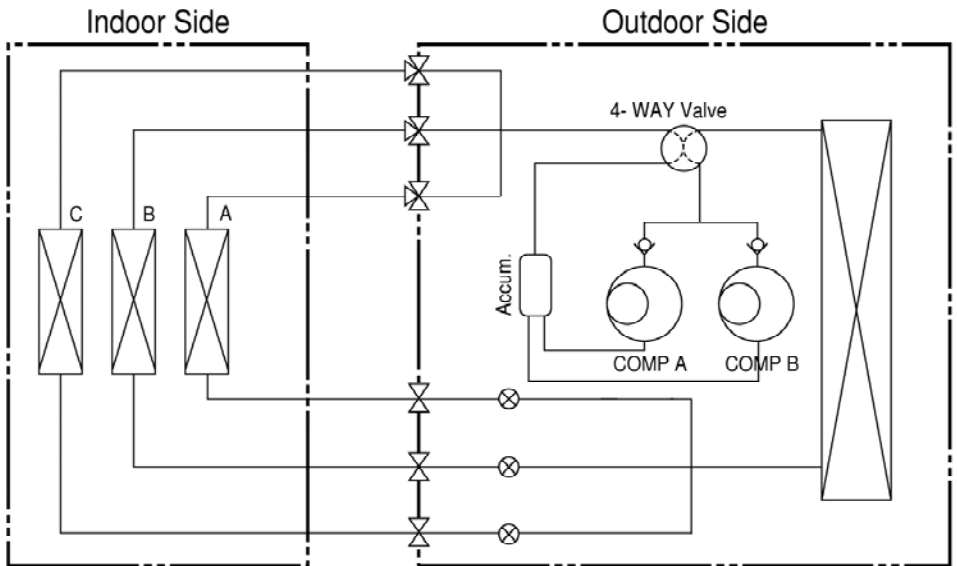 Indoor Side
Outdoor Side
4- WAY Valve
C
B
A
Accum.
COMP A
COMP B